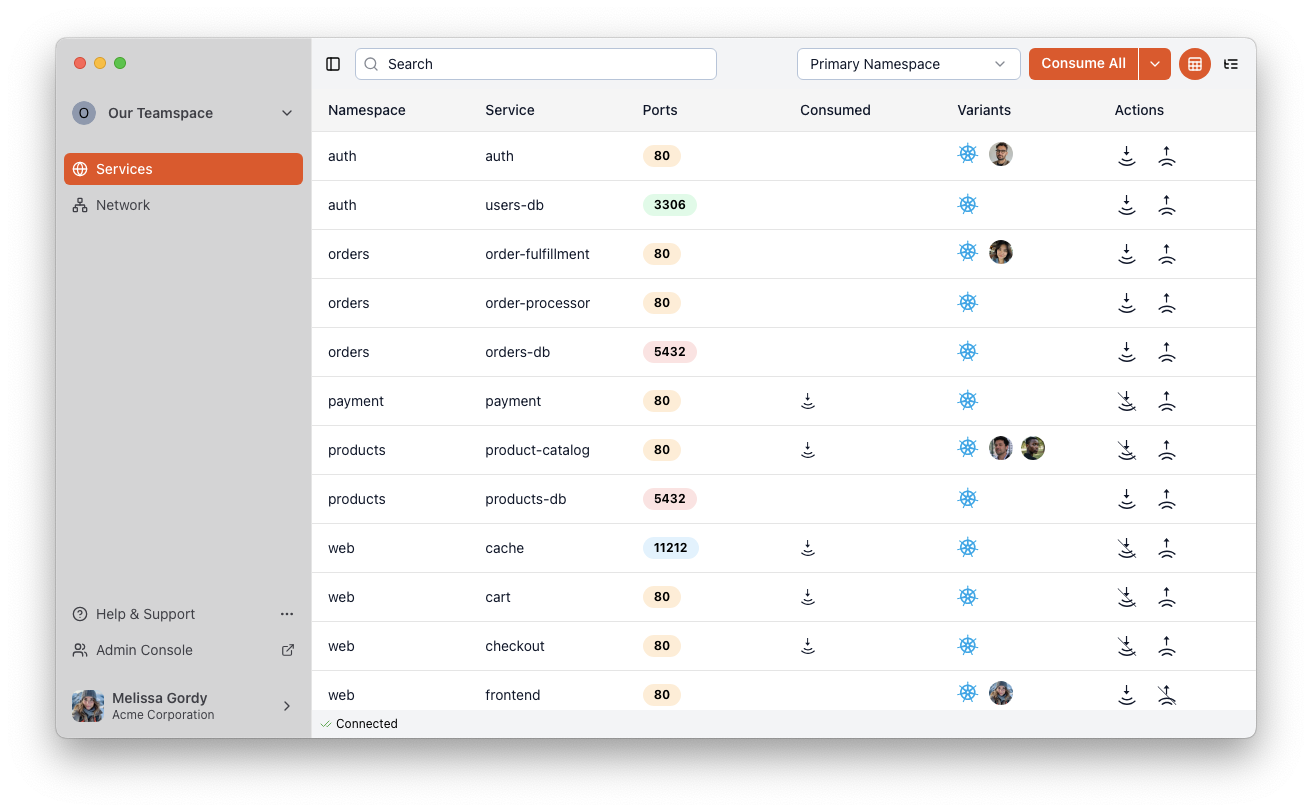 Search
Primary Namespace
Consume All
O Our Teamspace
Services
Network
Namespace Service Ports Consumed Variants Actions
auth auth 80
auth users-db 3306
orders order-fulfillment 80
orders order-processor 80
orders orders-db 5432
payment payment 80
products product-catalog 80
products products-db 5432
web cache 11212
web cart 80
web checkout 80
web frontend 80
Help & Support
Admin Console
Melissa Gordy
Acme Corporation
Connected